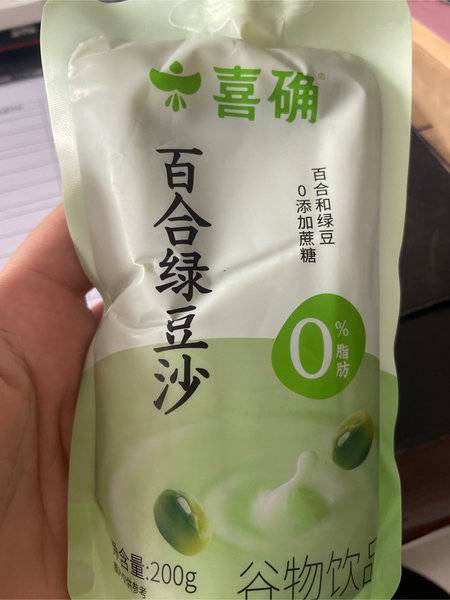 喜确®
百合绿豆沙
百合和绿豆
0添加蔗糖
0%脂肪
净含量:200g
谷物饮品